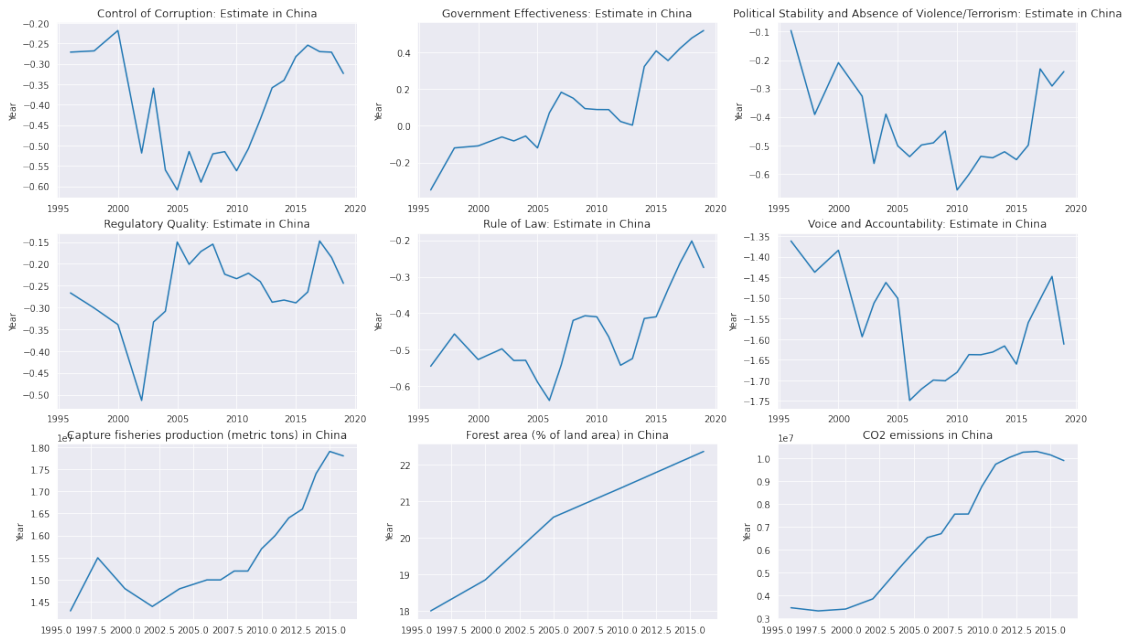 Control of Corruption: Estimate in China
Government Effectiveness: Estimate in China
Political Stability and Absence of Violence/Terrorism: Estimate in China
−0.20
−0.25
−0.30
−0.35
−0.40
−0.45
−0.50
−0.55
−0.60
Year
1995 2000 2005 2010 2015 2020
0.4
0.2
0.0
−0.2
Year
1995 2000 2005 2010 2015 2020
−0.1
−0.2
−0.3
−0.4
−0.5
−0.6
Year
1995 2000 2005 2010 2015 2020
Regulatory Quality: Estimate in China
Rule of Law: Estimate in China
Voice and Accountability: Estimate in China
−0.15
−0.20
−0.25
−0.30
−0.35
−0.40
−0.45
−0.50
Year
1995 2000 2005 2010 2015 2020
−0.2
−0.3
−0.4
−0.5
−0.6
Year
1995 2000 2005 2010 2015 2020
−1.35
−1.40
−1.45
−1.50
−1.55
−1.60
−1.65
−1.70
−1.75
Year
1995 2000 2005 2010 2015 2020
Capture fisheries production (metric tons) in China
Forest area (% of land area) in China
CO2 emissions in China
1e7
1.80
1.75
1.70
1.65
1.60
1.55
1.50
1.45
Year
1995.0 1997.5 2000.0 2002.5 2005.0 2007.5 2010.0 2012.5 2015.0
22
21
20
19
18
Year
1995.0 1997.5 2000.0 2002.5 2005.0 2007.5 2010.0 2012.5 2015.0
1e7
1.0
0.9
0.8
0.7
0.6
0.5
0.4
0.3
Year
1995.0 1997.5 2000.0 2002.5 2005.0 2007.5 2010.0 2012.5 2015.0